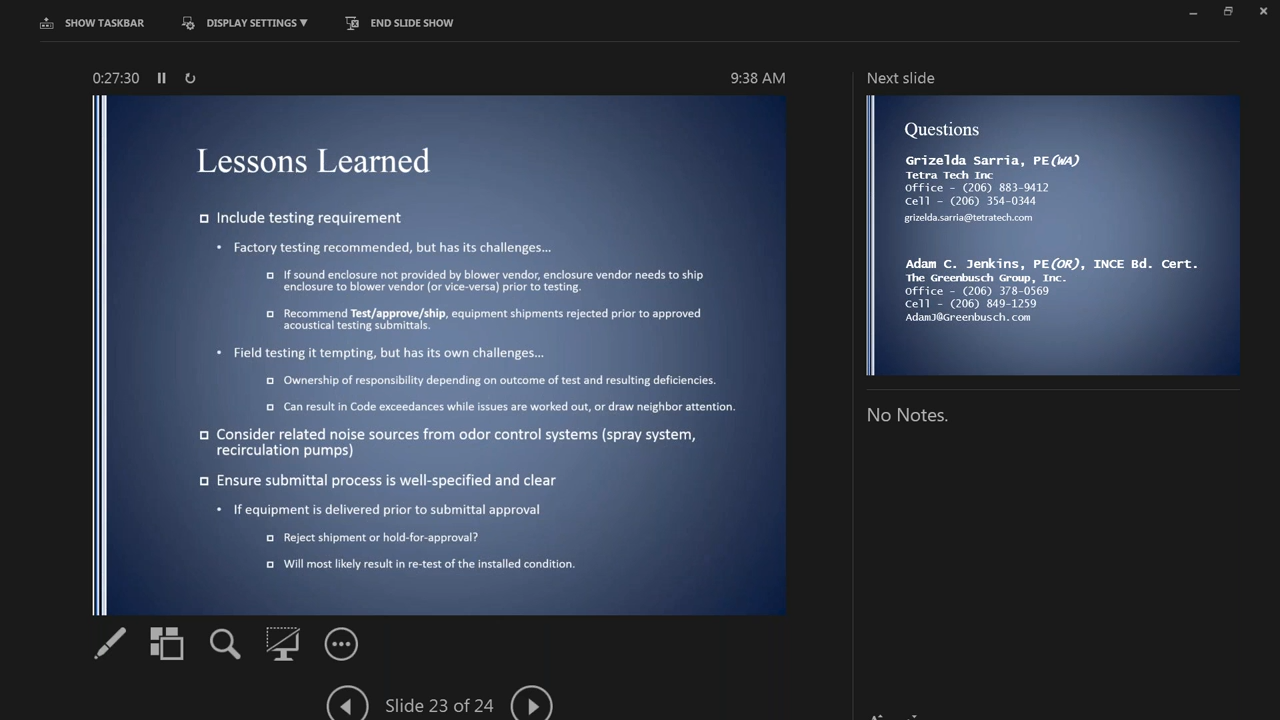 SHOW TASKBAR
DISPLAY SETTINGS ▼
END SLIDE SHOW
0:27:30
9:38 AM
Lessons Learned
Include testing requirement
• Factory testing recommended, but has its challenges...
If sound enclosure not provided by blower vendor, enclosure vendor needs to ship
enclosure to blower vendor (or vice-versa) prior to testing.
Recommend Test/approve/ship, equipment shipments rejected prior to approved
acoustical testing submittals.
• Field testing it tempting, but has its own challenges...
Ownership of responsibility depending on outcome of test and resulting deficiencies.
Can result in Code exceedances while issues are worked out, or draw neighbor attention.
Consider related noise sources from odor control systems (spray system,
recirculation pumps)
Ensure submittal process is well-specified and clear
• If equipment is delivered prior to submittal approval
Reject shipment or hold-for-approval?
Will most likely result in re-test of the installed condition.
Slide 23 of 24
Next slide
Questions
Grizelda Sarria, PE(WA)
Tetra Tech Inc
Office - (206) 883-9412
Cell - (206) 354-0344
grizelda.sarria@tetratech.com
Adam C. Jenkins, PE(OR), INCE Bd. Cert.
The Greenbusch Group, Inc.
Office - (206) 378-0569
Cell - (206) 849-1259
AdamJ@Greenbusch.com
No Notes.